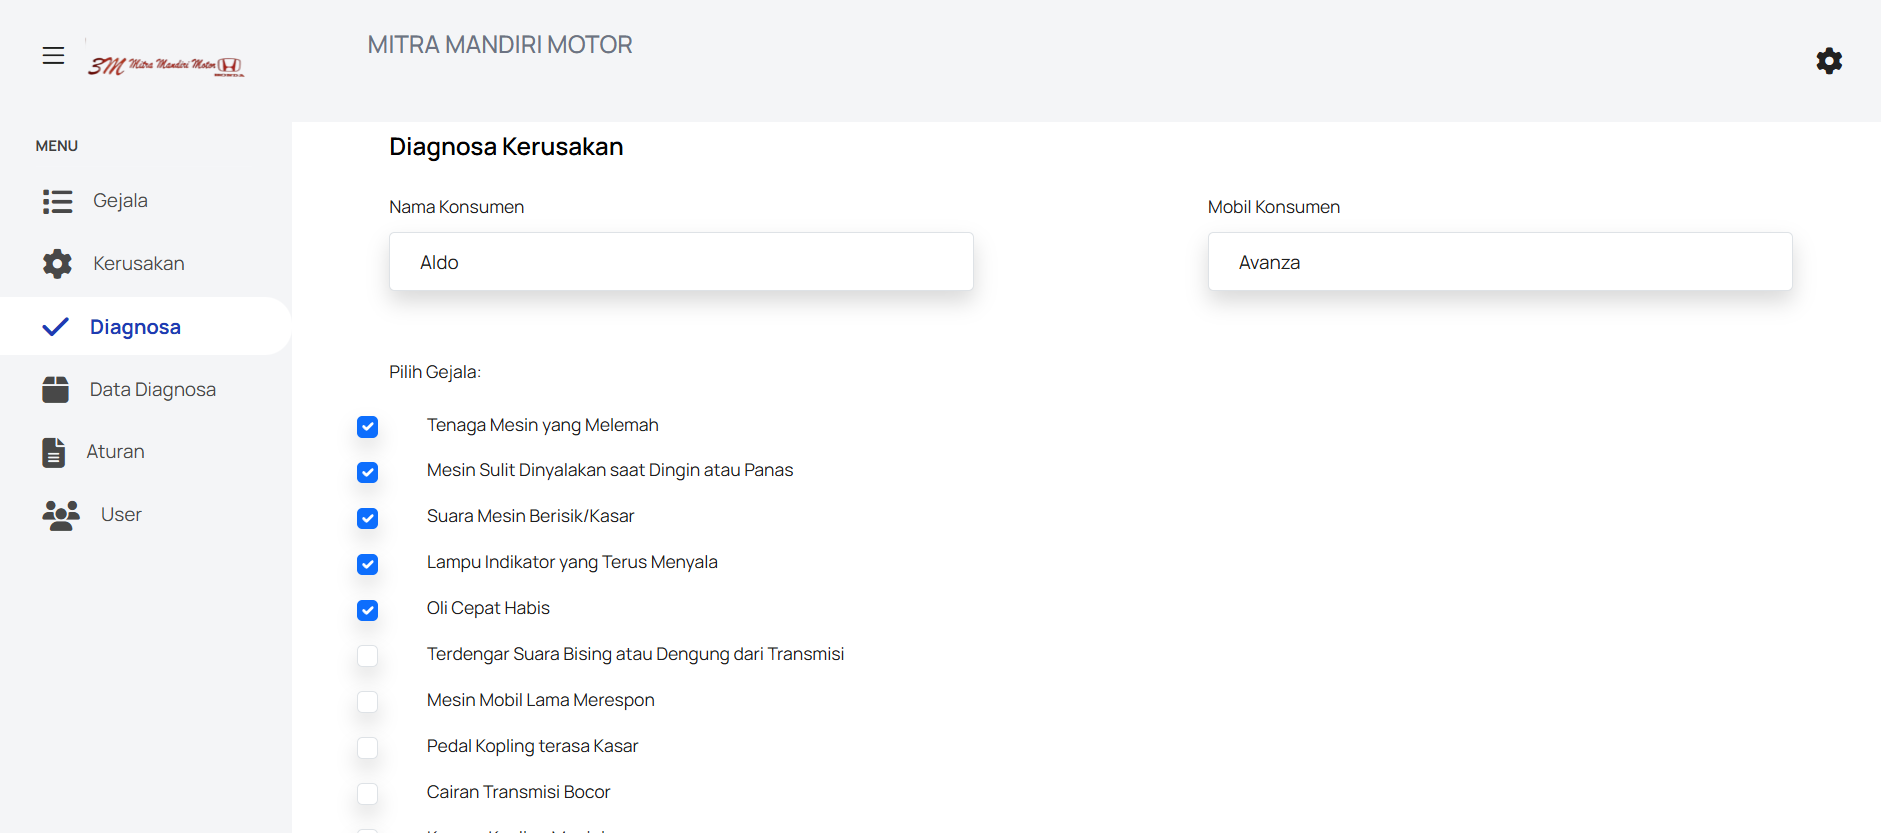 MITRA MANDIRI MOTOR
3M Mitra Mandiri Motor
HONDA
MENU
Gejala
Kerusakan
Diagnosa
Data Diagnosa
Aturan
User
Diagnosa Kerusakan
Nama Konsumen
Mobil Konsumen
Aldo
Avanza
Pilih Gejala:
Tenaga Mesin yang Melemah
Mesin Sulit Dinyalakan saat Dingin atau Panas
Suara Mesin Berisik/Kasar
Lampu Indikator yang Terus Menyala
Oli Cepat Habis
Terdengar Suara Bising atau Dengung dari Transmisi
Mesin Mobil Lama Merespon
Pedal Kopling terasa Kasar
Cairan Transmisi Bocor